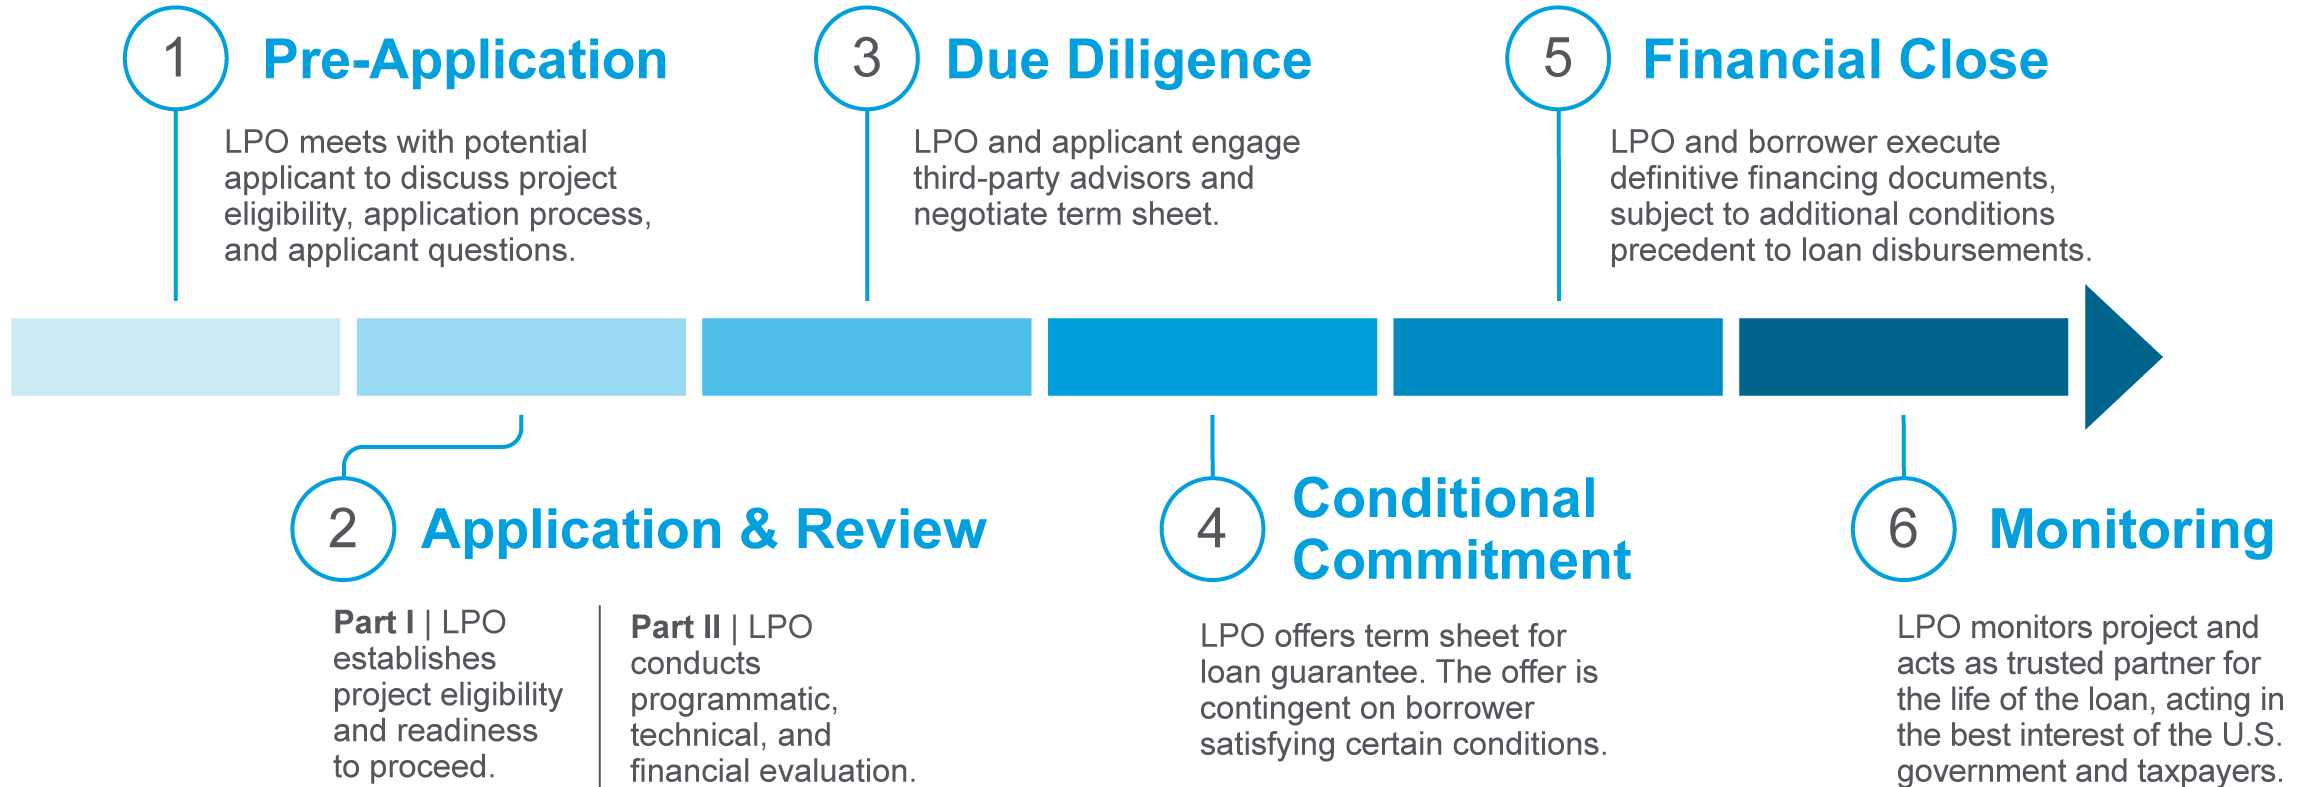 1
Pre-Application
LPO meets with potential
applicant to discuss project
eligibility, application process,
and applicant questions.
2
Application & Review
Part I | LPO
establishes
project eligibility
and readiness
to proceed.
Part II | LPO
conducts
programmatic,
technical, and
financial evaluation.
3
Due Diligence
LPO and applicant engage
third-party advisors and
negotiate term sheet.
4
Conditional
Commitment
LPO offers term sheet for
loan guarantee. The offer is
contingent on borrower
satisfying certain conditions.
5
Financial Close
LPO and borrower execute
definitive financing documents,
subject to additional conditions
precedent to loan disbursements.
6
Monitoring
LPO monitors project and
acts as trusted partner for
the life of the loan, acting in
the best interest of the U.S.
government and taxpayers.